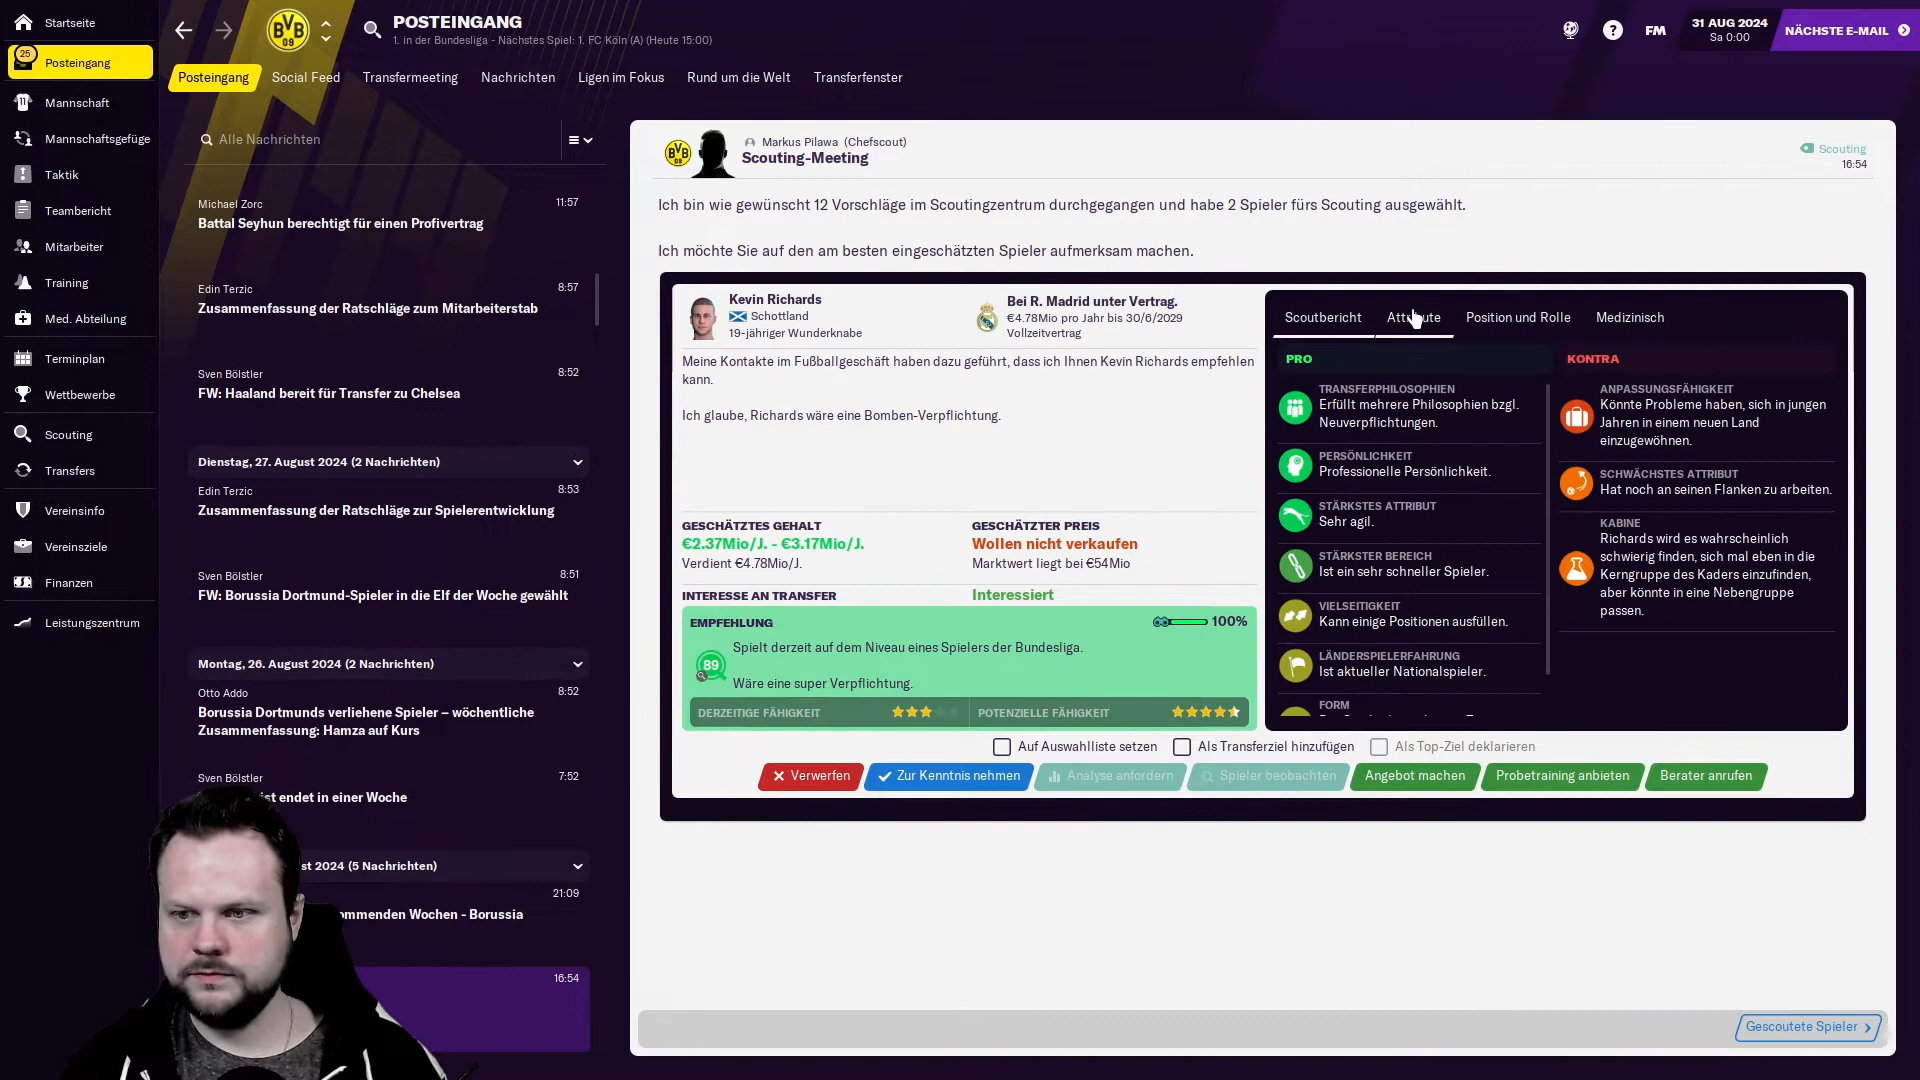 Startseite
25
Posteingang
Mannschaft
Mannschaftsgefüge
Taktik
Teambericht
Mitarbeiter
Training
Med. Abteilung
Terminplan
Wettbewerbe
Scouting
Transfers
Vereinsinfo
Vereinsziele
Finanzen
Leistungszentrum
BVB
09
POSTEINGANG
1. in der Bundesliga - Nächstes Spiel: 1. FC Köln (A) (Heute 15:00)
FM
31 AUG 2024
Sa 0:00
NÄCHSTE E-MAIL
Posteingang
Social Feed
Transfermeeting
Nachrichten
Ligen im Fokus
Rund um die Welt
Transferfenster
Alle Nachrichten
Michael Zorc
11:57
Battal Seyhun berechtigt für einen Profivertrag
Edin Terzic
8:57
Zusammenfassung der Ratschläge zum Mitarbeiterstab
Sven Bölstler
8:52
FW: Haaland bereit für Transfer zu Chelsea
Dienstag, 27. August 2024 (2 Nachrichten)
Edin Terzic
8:53
Zusammenfassung der Ratschläge zur Spielerentwicklung
Sven Bölstler
8:51
FW: Borussia Dortmund-Spieler in die Elf der Woche gewählt
Montag, 26. August 2024 (2 Nachrichten)
Otto Addo
8:52
Borussia Dortmunds verliehene Spieler – wöchentliche
Zusammenfassung: Hamza auf Kurs
Sven Bölstler
7:52
ist endet in einer Woche
st 2024 (5 Nachrichten)
21:09
ommenden Wochen - Borussia
16:54
BVB
09
Markus Pilawa (Chefscout)
Scouting-Meeting
Scouting
16:54
Ich bin wie gewünscht 12 Vorschläge im Scoutingzentrum durchgegangen und habe 2 Spieler fürs Scouting ausgewählt.
Ich möchte Sie auf den am besten eingeschätzten Spieler aufmerksam machen.
Kevin Richards
Schottland
19-jähriger Wunderknabe
Bei R. Madrid unter Vertrag.
€4.78Mio pro Jahr bis 30/6/2029
Vollzeitvertrag
Meine Kontakte im Fußballgeschäft haben dazu geführt, dass ich Ihnen Kevin Richards empfehlen
kann.
Ich glaube, Richards wäre eine Bomben-Verpflichtung.
GESCHÄTZTES GEHALT
€2.37Mio/J. - €3.17Mio/J.
Verdient €4.78Mio/J.
GESCHÄTZTER PREIS
Wollen nicht verkaufen
Marktwert liegt bei €54Mio
INTERESSE AN TRANSFER
Interessiert
EMPFEHLUNG
100%
89
Spielt derzeit auf dem Niveau eines Spielers der Bundesliga.
Wäre eine super Verpflichtung.
DERZEITIGE FÄHIGKEIT
POTENZIELLE FÄHIGKEIT
Scoutbericht
Attribute
Position und Rolle
Medizinisch
PRO
TRANSFERPHILOSOPHIEN
Erfüllt mehrere Philosophien bzgl.
Neuverpflichtungen.
PERSÖNLICHKEIT
Professionelle Persönlichkeit.
STÄRKSTES ATTRIBUT
Sehr agil.
STÄRKSTER BEREICH
Ist ein sehr schneller Spieler.
VIELSEITIGKEIT
Kann einige Positionen ausfüllen.
LÄNDERSPIELERFAHRUNG
Ist aktueller Nationalspieler.
FORM
KONTRA
ANPASSUNGSFÄHIGKEIT
Könnte Probleme haben, sich in jungen
Jahren in einem neuen Land
einzugewöhnen.
SCHWÄCHSTES ATTRIBUT
Hat noch an seinen Flanken zu arbeiten.
KABINE
Richards wird es wahrscheinlich
schwierig finden, sich mal eben in die
Kerngruppe des Kaders einzufinden,
aber könnte in eine Nebengruppe
passen.
Auf Auswahlliste setzen
Als Transferziel hinzufügen
Als Top-Ziel deklarieren
Verwerfen
Zur Kenntnis nehmen
Analyse anfordern
Spieler beobachten
Angebot machen
Probetraining anbieten
Berater anrufen
Gescoutete Spieler